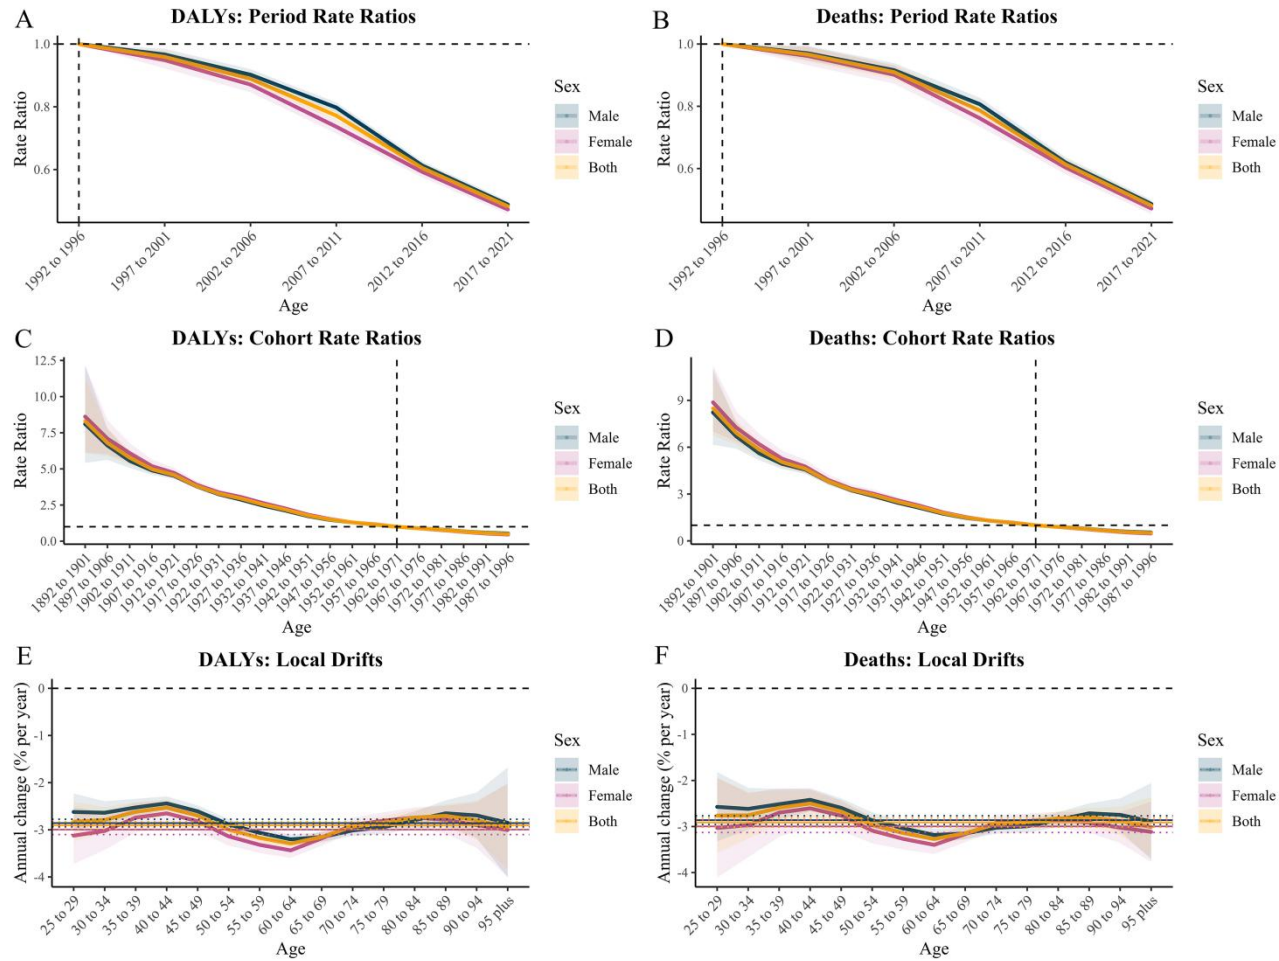 A
DALYs: Period Rate Ratios
Rate Ratio
1.0
0.8
0.6
1992 to 1996
1997 to 2001
2002 to 2006
2007 to 2011
2012 to 2016
2017 to 2021
Age
Sex
Male
Female
Both
B
Deaths: Period Rate Ratios
Rate Ratio
1.0
0.8
0.6
1992 to 1996
1997 to 2001
2002 to 2006
2007 to 2011
2012 to 2016
2017 to 2021
Age
Sex
Male
Female
Both
C
DALYs: Cohort Rate Ratios
Rate Ratio
12.5
10.0
7.5
5.0
2.5
0.0
1892 to 1901
1897 to 1906
1902 to 1911
1907 to 1916
1912 to 1921
1917 to 1926
1922 to 1931
1927 to 1936
1932 to 1941
1937 to 1946
1942 to 1951
1947 to 1956
1952 to 1961
1957 to 1966
1962 to 1971
1967 to 1976
1972 to 1981
1977 to 1986
1982 to 1991
1987 to 1996
Age
Sex
Male
Female
Both
D
Deaths: Cohort Rate Ratios
Rate Ratio
9
6
3
0
1892 to 1901
1897 to 1906
1902 to 1911
1907 to 1916
1912 to 1921
1917 to 1926
1922 to 1931
1927 to 1936
1932 to 1941
1937 to 1946
1942 to 1951
1947 to 1956
1952 to 1961
1957 to 1966
1962 to 1971
1967 to 1976
1972 to 1981
1977 to 1986
1982 to 1991
1987 to 1996
Age
Sex
Male
Female
Both
E
DALYs: Local Drifts
Annual change (% per year)
0
-1
-2
-3
-4
25 to 29
30 to 34
35 to 39
40 to 44
45 to 49
50 to 54
55 to 59
60 to 64
65 to 69
70 to 74
75 to 79
80 to 84
85 to 89
90 to 94
95 plus
Age
Sex
Male
Female
Both
F
Deaths: Local Drifts
Annual change (% per year)
0
-1
-2
-3
-4
25 to 29
30 to 34
35 to 39
40 to 44
45 to 49
50 to 54
55 to 59
60 to 64
65 to 69
70 to 74
75 to 79
80 to 84
85 to 89
90 to 94
95 plus
Age
Sex
Male
Female
Both